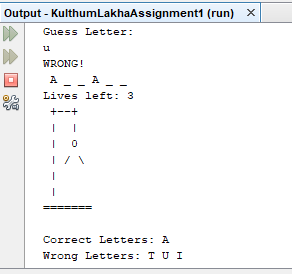 Output - KulthumLakhaAssignment1 (run) ×
Guess Letter:
u
WRONG!
 A _ _ A _ _
Lives left: 3
 +--+
 |  |
 |  0
 | / \
 |
 |
=======

Correct Letters: A
Wrong Letters: T U I